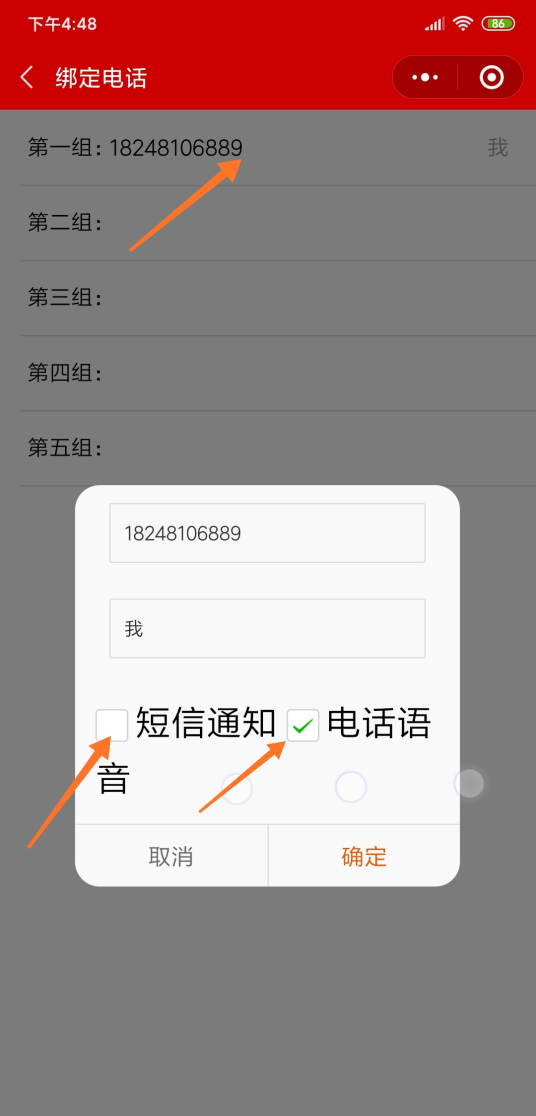 下午4:48
86
绑定电话
第一组: 18248106889 我
第二组:
第三组:
第四组:
第五组:
18248106889
我
短信通知 电话语
音
取消 确定